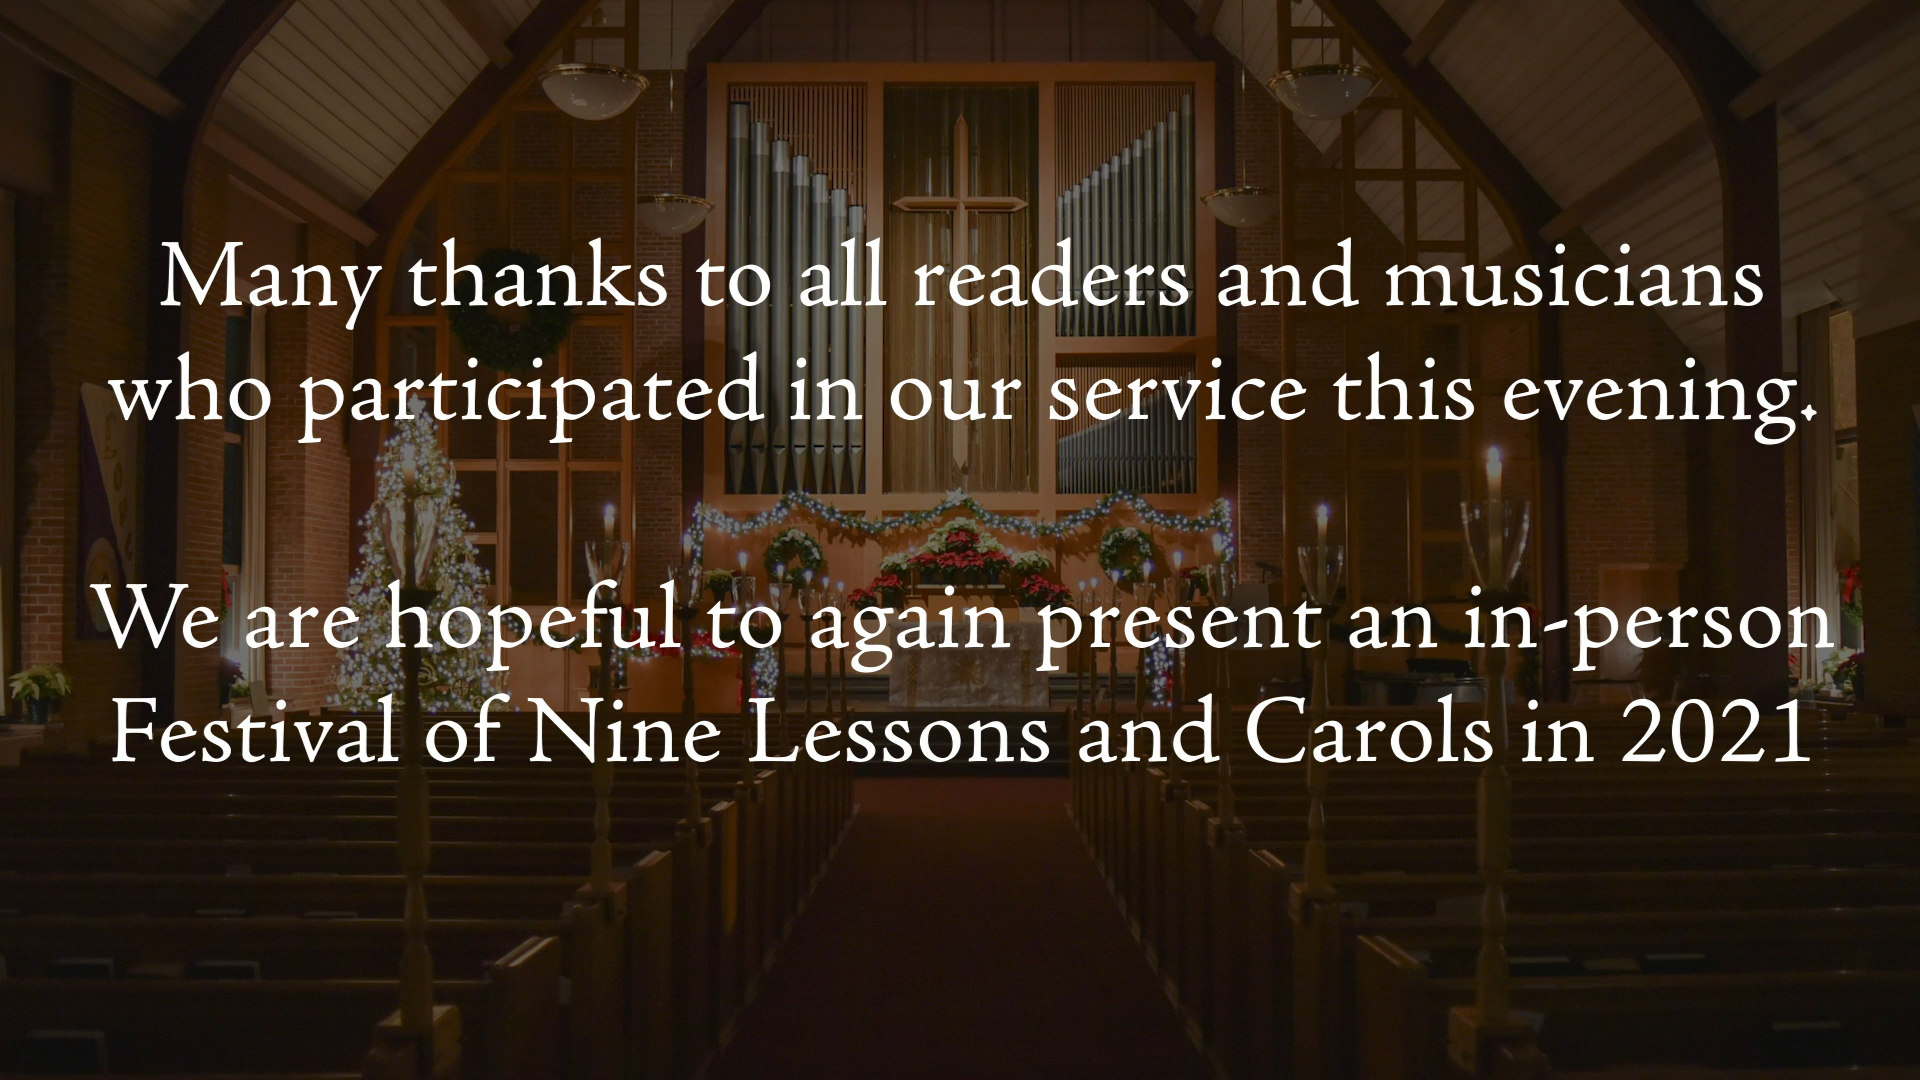 Many thanks to all readers and musicians
who participated in our service this evening.
We are hopeful to again present an in-person
Festival of Nine Lessons and Carols in 2021